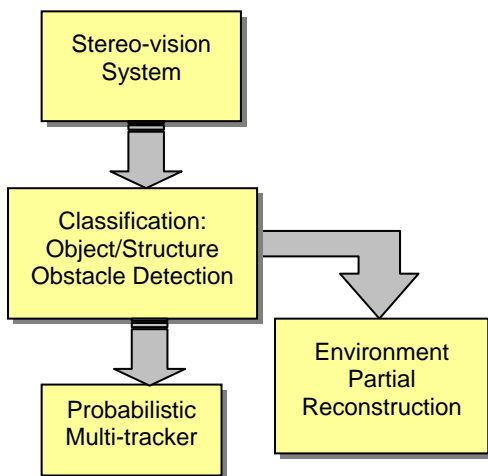 Stereo-vision
System
Classification:
Object/Structure
Obstacle Detection
Environment
Partial
Reconstruction
Probabilistic
Multi-tracker